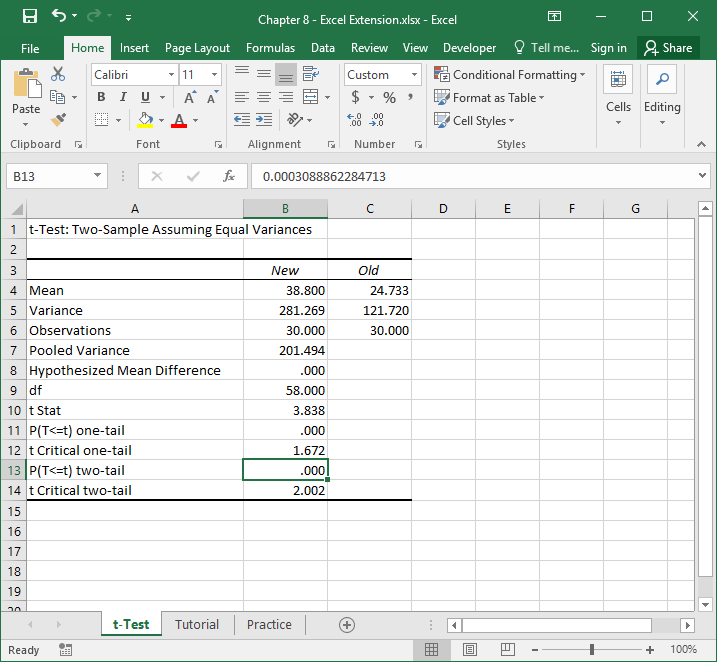 Chapter 8 - Excel Extension.xlsx - Excel
File Home Insert Page Layout Formulas Data Review View Developer Tell me... Sign in Share
Calibri 11 Custom Conditional Formatting
Paste B I U A A $ % , Format as Table Cells Editing
A .0 .00 .00 .0 Cell Styles
Clipboard Font Alignment Number Styles
B13 fx 0.0003088862284713
A B C D E F G
1 t-Test: Two-Sample Assuming Equal Variances
2
3 New Old
4 Mean 38.800 24.733
5 Variance 281.269 121.720
6 Observations 30.000 30.000
7 Pooled Variance 201.494
8 Hypothesized Mean Difference .000
9 df 58.000
10 t Stat 3.838
11 P(T<=t) one-tail .000
12 t Critical one-tail 1.672
13 P(T<=t) two-tail .000
14 t Critical two-tail 2.002
15
16
17
18
19
20
t-Test Tutorial Practice
Ready 100%